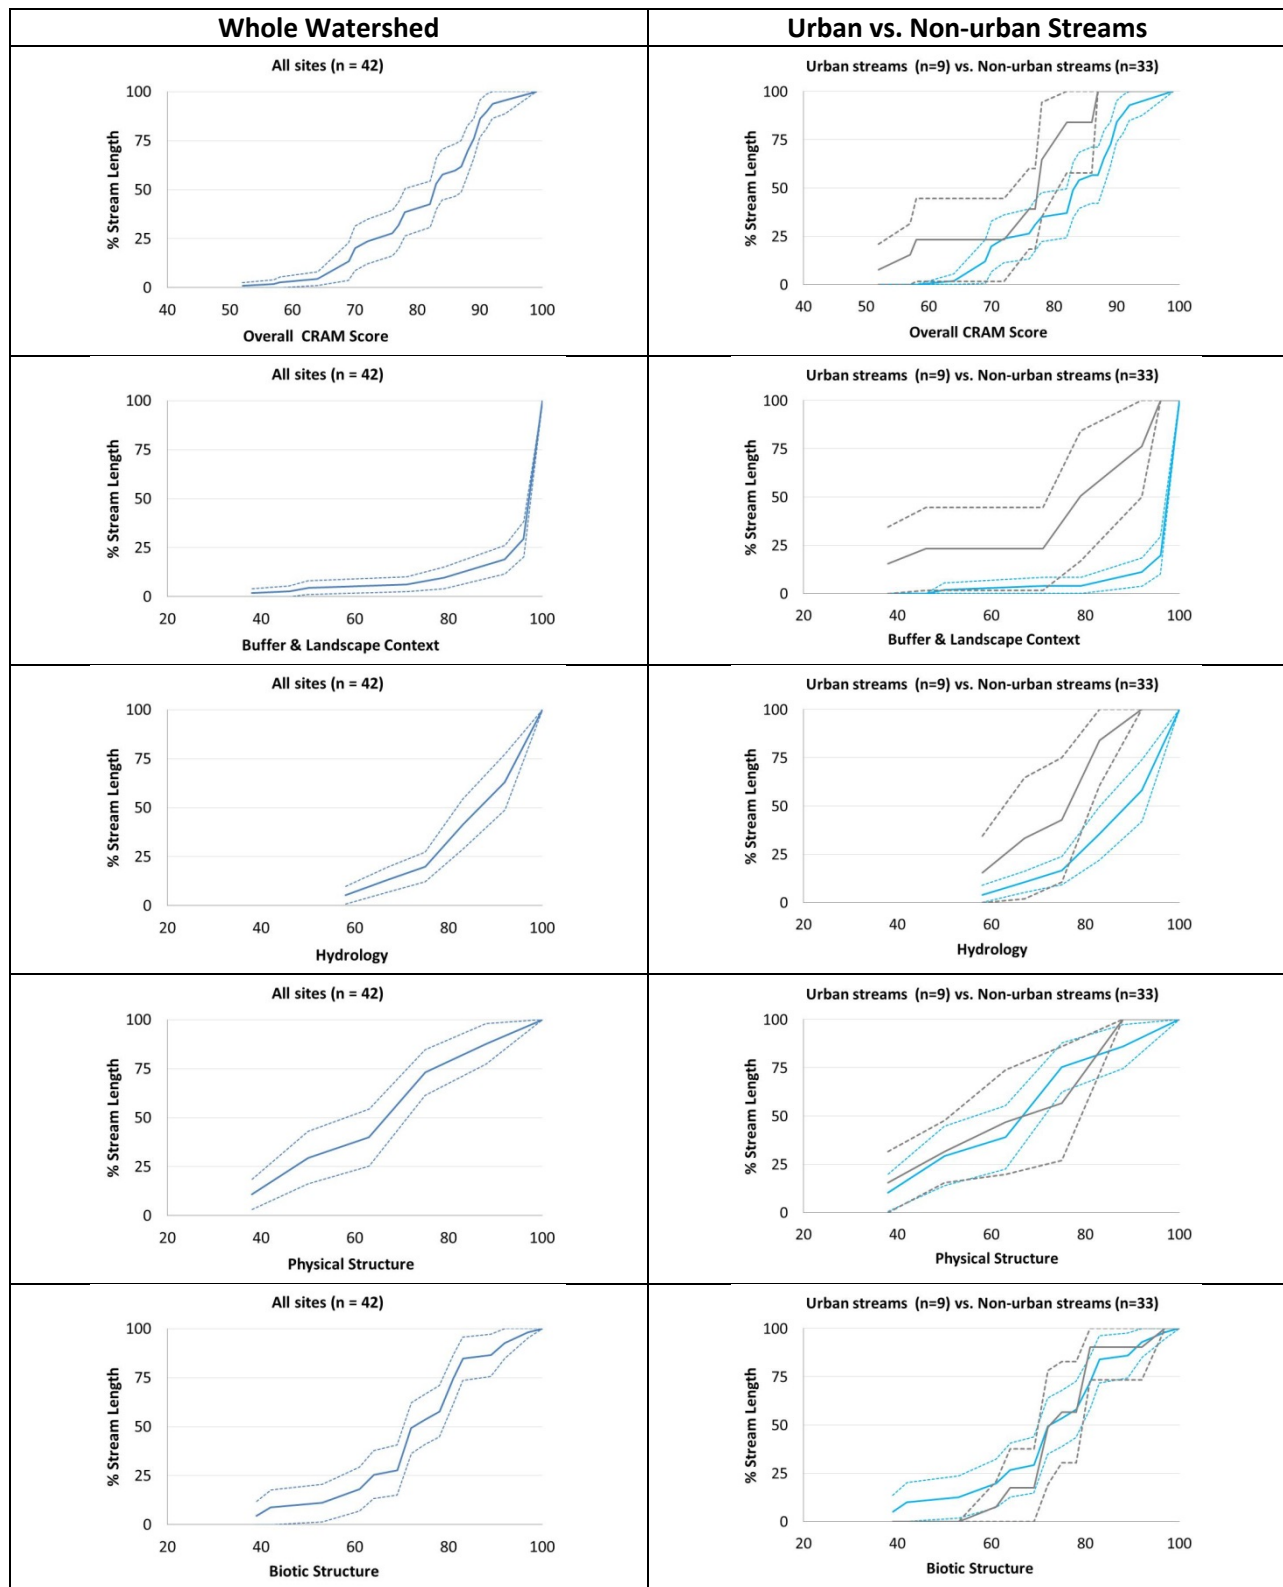 Whole Watershed
Urban vs. Non-urban Streams
All sites (n = 42)
% Stream Length
100
75
50
25
0
40 50 60 70 80 90 100
Overall CRAM Score
Urban streams (n=9) vs. Non-urban streams (n=33)
% Stream Length
100
75
50
25
0
40 50 60 70 80 90 100
Overall CRAM Score
All sites (n = 42)
% Stream Length
100
75
50
25
0
20 40 60 80 100
Buffer & Landscape Context
Urban streams (n=9) vs. Non-urban streams (n=33)
% Stream Length
100
75
50
25
0
20 40 60 80 100
Buffer & Landscape Context
All sites (n = 42)
% Stream Length
100
75
50
25
0
20 40 60 80 100
Hydrology
Urban streams (n=9) vs. Non-urban streams (n=33)
% Stream Length
100
75
50
25
0
20 40 60 80 100
Hydrology
All sites (n = 42)
% Stream Length
100
75
50
25
0
20 40 60 80 100
Physical Structure
Urban streams (n=9) vs. Non-urban streams (n=33)
% Stream Length
100
75
50
25
0
20 40 60 80 100
Physical Structure
All sites (n = 42)
% Stream Length
100
75
50
25
0
20 40 60 80 100
Biotic Structure
Urban streams (n=9) vs. Non-urban streams (n=33)
% Stream Length
100
75
50
25
0
20 40 60 80 100
Biotic Structure